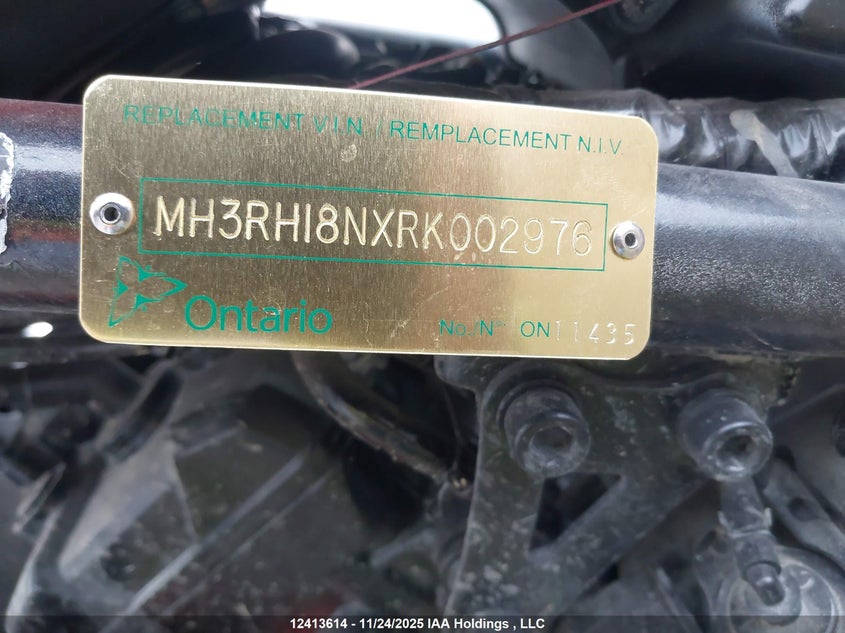 REPLACEMENT V.I.N. / REMPLACEMENT N.I.V.
MH3RH18NXRK002976
Ontario
No./N° ON11435
12413614 - 11/24/2025 IAA Holdings , LLC